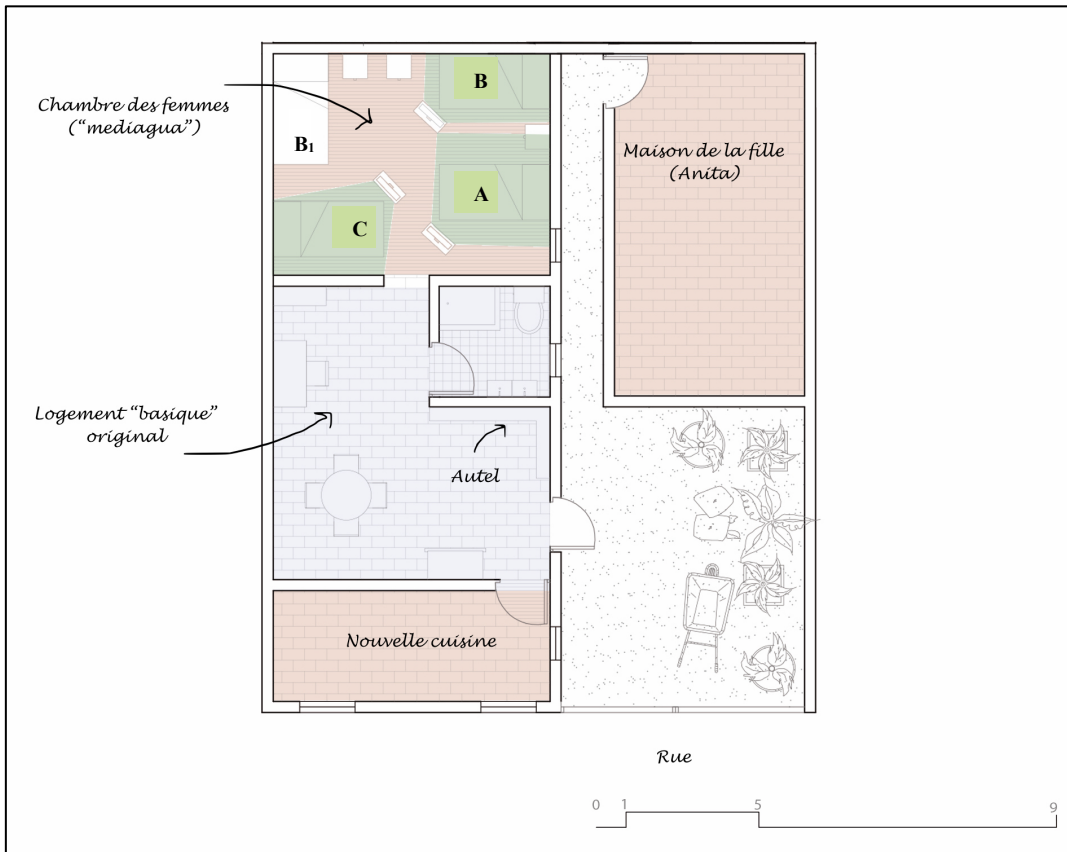 B
Chambre des femmes
(“mediagua”)
B1
Maison de la fille
(Anita)
A
C
Logement “basique”
original
Autel
Nouvelle cuisine
Rue
0 1 5 9